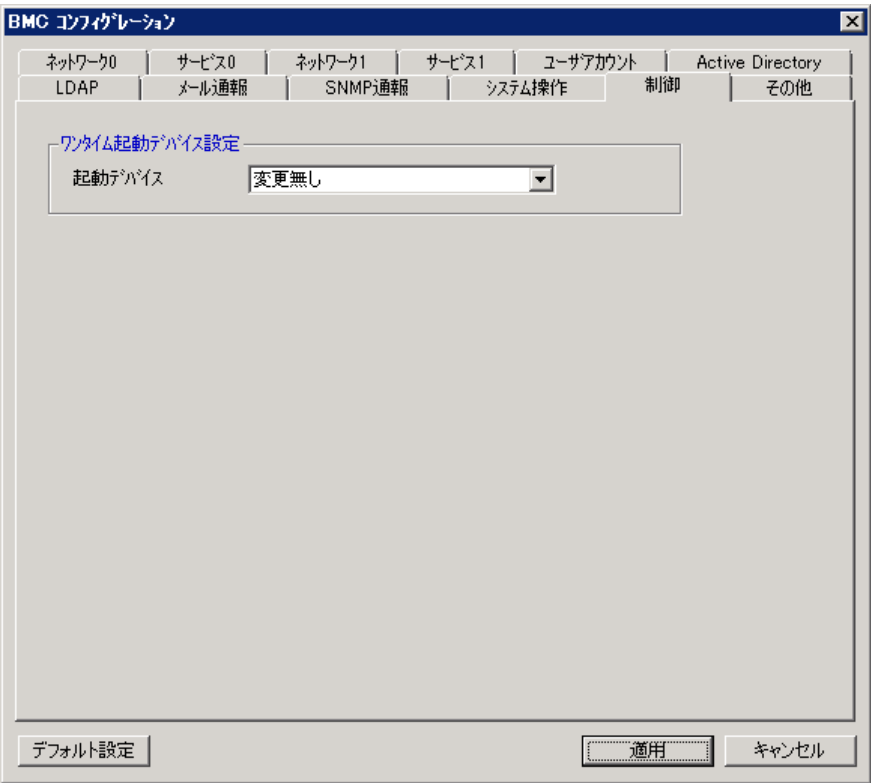 BMC コンフィグレーション
ネットワーク0 サービス0 ネットワーク1 サービス1 ユーザアカウント Active Directory
LDAP メール通報 SNMP通報 システム操作 制御 その他
ワンタイム起動デバイス設定
起動デバイス 変更無し
デフォルト設定 適用 キャンセル